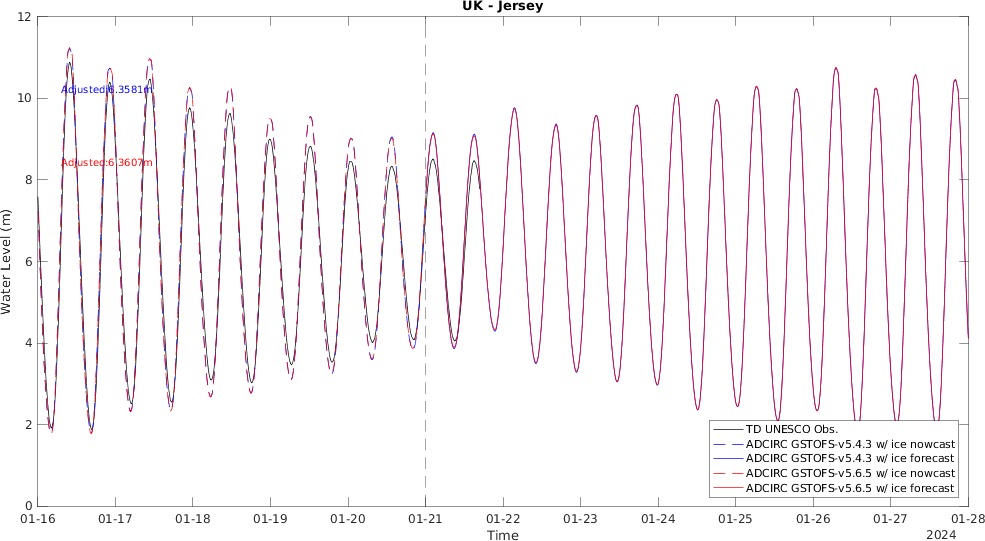 UK - Jersey
12
10
8
6
4
2
0
Water Level (m)
Adjusted:6.3581m
Adjusted:6.3607m
TD UNESCO Obs.
ADCIRC GSTOFS-v5.4.3 w/ ice nowcast
ADCIRC GSTOFS-v5.4.3 w/ ice forecast
ADCIRC GSTOFS-v5.6.5 w/ ice nowcast
ADCIRC GSTOFS-v5.6.5 w/ ice forecast
01-16 01-17 01-18 01-19 01-20 01-21 01-22 01-23 01-24 01-25 01-26 01-27 01-28
Time
2024